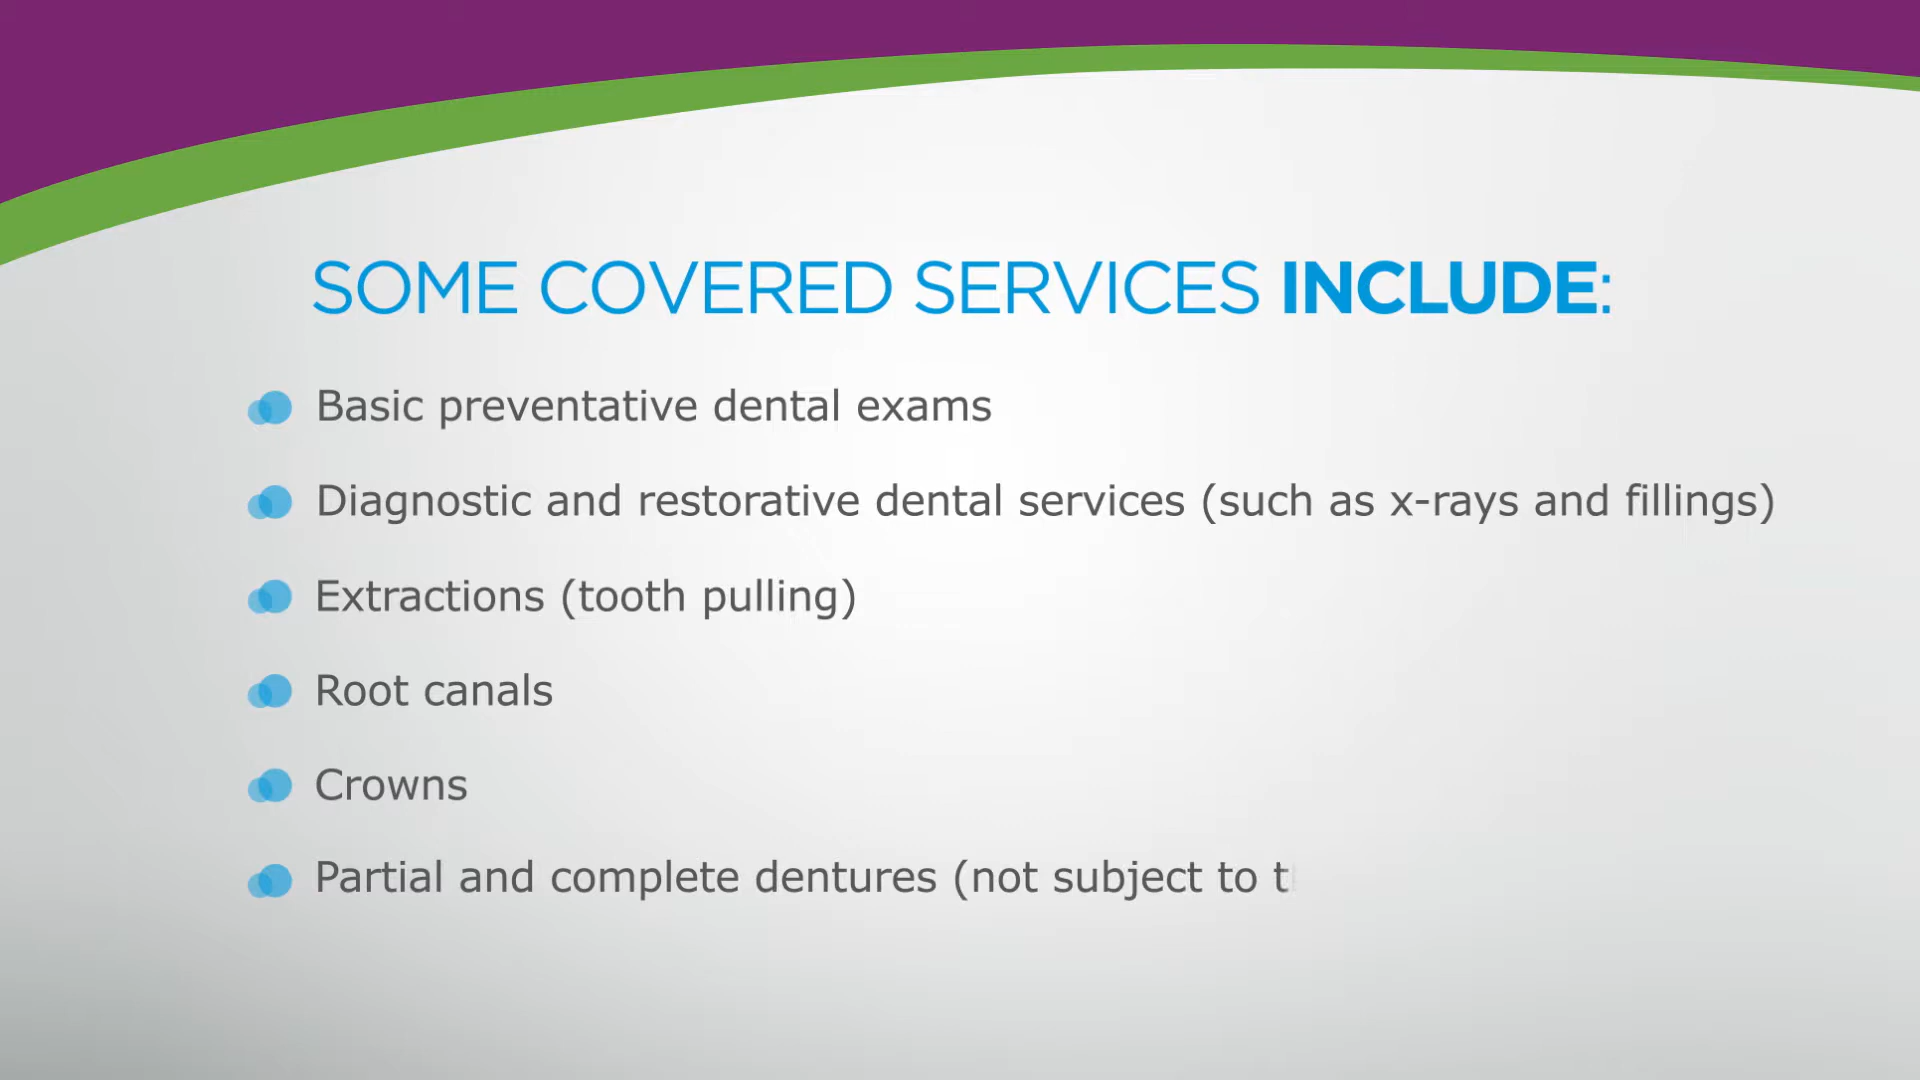 SOME COVERED SERVICES INCLUDE:
Basic preventative dental exams
Diagnostic and restorative dental services (such as x-rays and fillings)
Extractions (tooth pulling)
Root canals
Crowns
Partial and complete dentures (not subject to